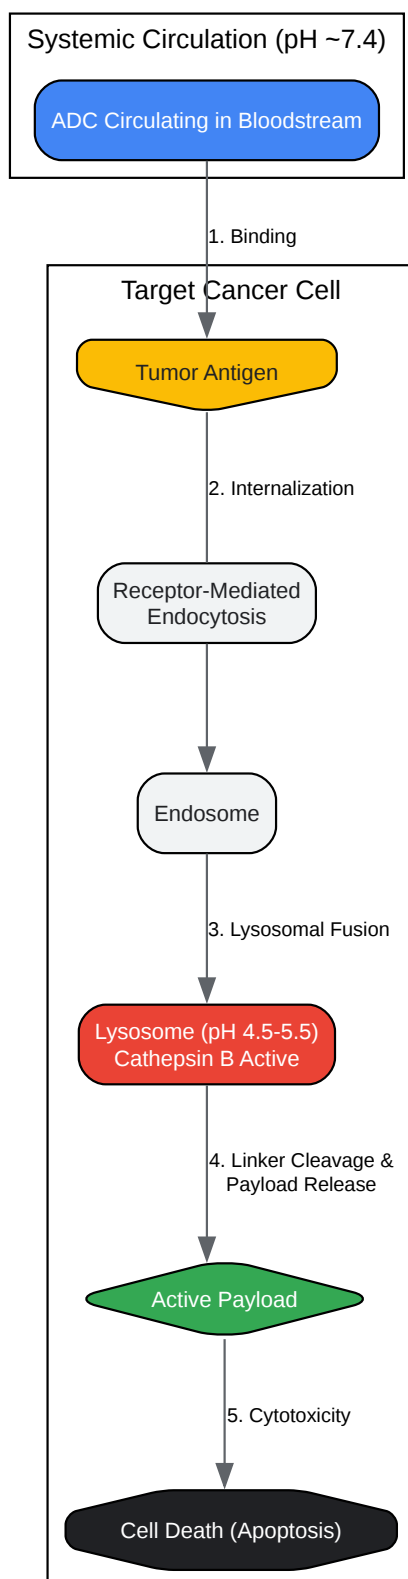 Systemic Circulation (pH ~7.4)
ADC Circulating in Bloodstream
1. Binding
Target Cancer Cell
Tumor Antigen
2. Internalization
Receptor-Mediated
Endocytosis
Endosome
3. Lysosomal Fusion
Lysosome (pH 4.5-5.5)
Cathepsin B Active
4. Linker Cleavage &
Payload Release
Active Payload
5. Cytotoxicity
Cell Death (Apoptosis)